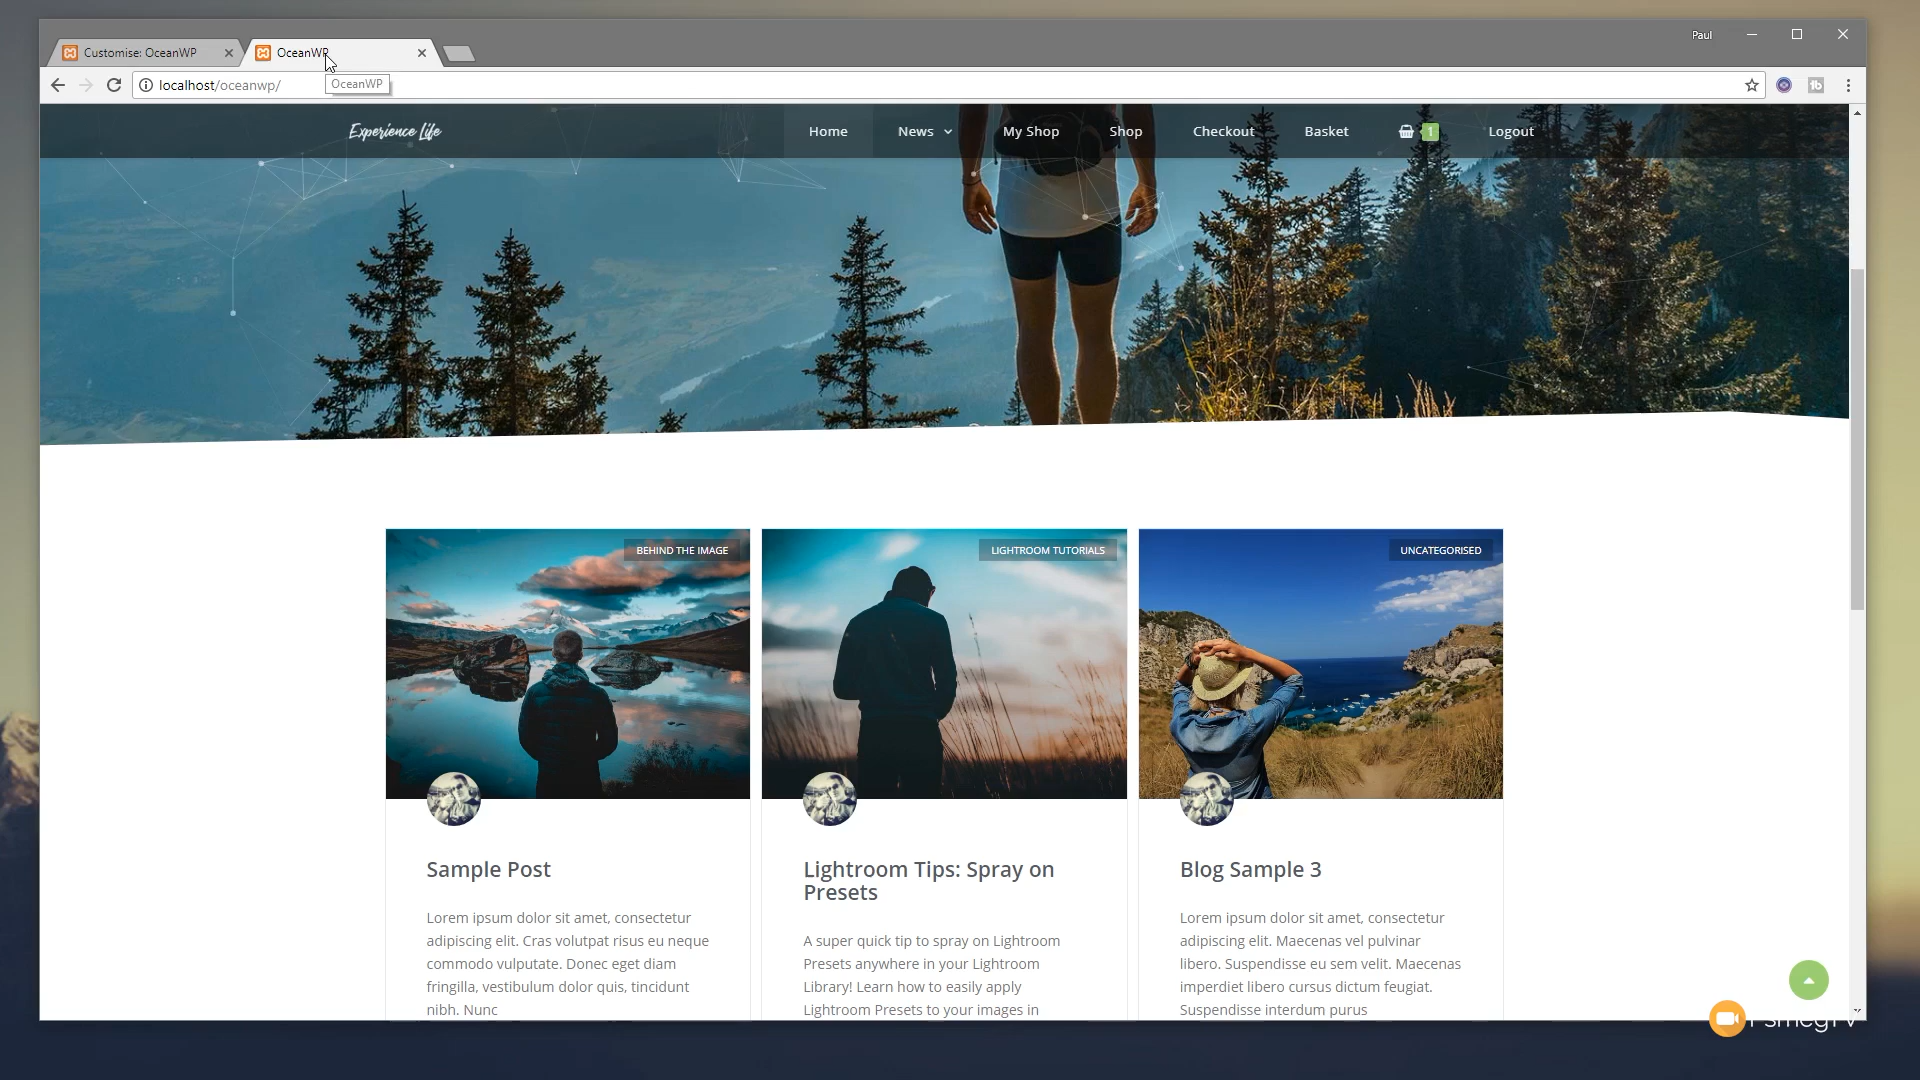 Paul
Customise: OceanWP
OceanWP
localhost/oceanwp/
OceanWP
Experience Life
Home
News
My Shop
Shop
Checkout
Basket
1
Logout
BEHIND THE IMAGE
LIGHTROOM TUTORIALS
UNCATEGORISED
Sample Post
Lorem ipsum dolor sit amet, consectetur
adipiscing elit. Cras volutpat risus eu neque
commodo vulputate. Donec eget diam
fringilla, vestibulum dolor quis, tincidunt
nibh. Nunc
Lightroom Tips: Spray on
Presets
A super quick tip to spray on Lightroom
Presets anywhere in your Lightroom
Library! Learn how to easily apply
Lightroom Presets to your images in
Blog Sample 3
Lorem ipsum dolor sit amet, consectetur
adipiscing elit. Maecenas vel pulvinar
libero. Suspendisse eu sem velit. Maecenas
imperdiet libero cursus dictum feugiat.
Suspendisse interdum purus